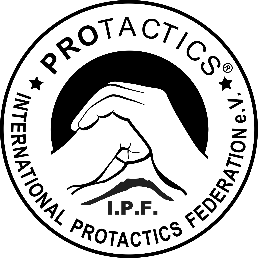 PROTACTICS®
I.P.F.
INTERNATIONAL PROTACTICS FEDERATION e.V.